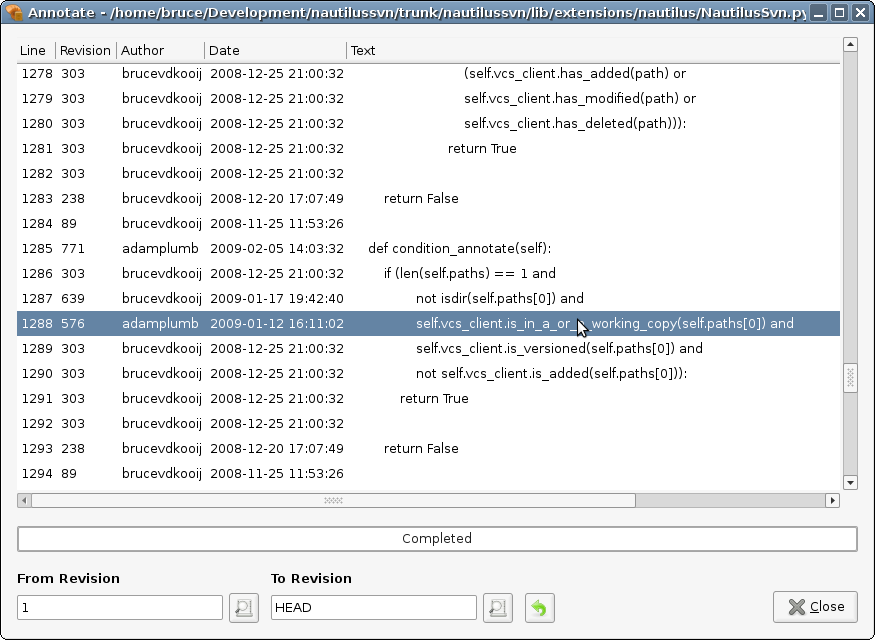 Annotate - /home/bruce/Development/nautilussvn/trunk/nautilussvn/lib/extensions/nautilus/NautilusSvn.py
Line Revision Author Date Text
1278 303 brucevdkooij 2008-12-25 21:00:32 (self.vcs_client.has_added(path) or
1279 303 brucevdkooij 2008-12-25 21:00:32 self.vcs_client.has_modified(path) or
1280 303 brucevdkooij 2008-12-25 21:00:32 self.vcs_client.has_deleted(path))):
1281 303 brucevdkooij 2008-12-25 21:00:32 return True
1282 303 brucevdkooij 2008-12-25 21:00:32
1283 238 brucevdkooij 2008-12-20 17:07:49 return False
1284 89 brucevdkooij 2008-11-25 11:53:26
1285 771 adamplumb 2009-02-05 14:03:32 def condition_annotate(self):
1286 303 brucevdkooij 2008-12-25 21:00:32 if (len(self.paths) == 1 and
1287 639 brucevdkooij 2009-01-17 19:42:40 not isdir(self.paths[0]) and
1288 576 adamplumb 2009-01-12 16:11:02 self.vcs_client.is_in_a_or_a_working_copy(self.paths[0]) and
1289 303 brucevdkooij 2008-12-25 21:00:32 self.vcs_client.is_versioned(self.paths[0]) and
1290 303 brucevdkooij 2008-12-25 21:00:32 not self.vcs_client.is_added(self.paths[0])):
1291 303 brucevdkooij 2008-12-25 21:00:32 return True
1292 303 brucevdkooij 2008-12-25 21:00:32
1293 238 brucevdkooij 2008-12-20 17:07:49 return False
1294 89 brucevdkooij 2008-11-25 11:53:26
Completed
From Revision To Revision
1 HEAD Close